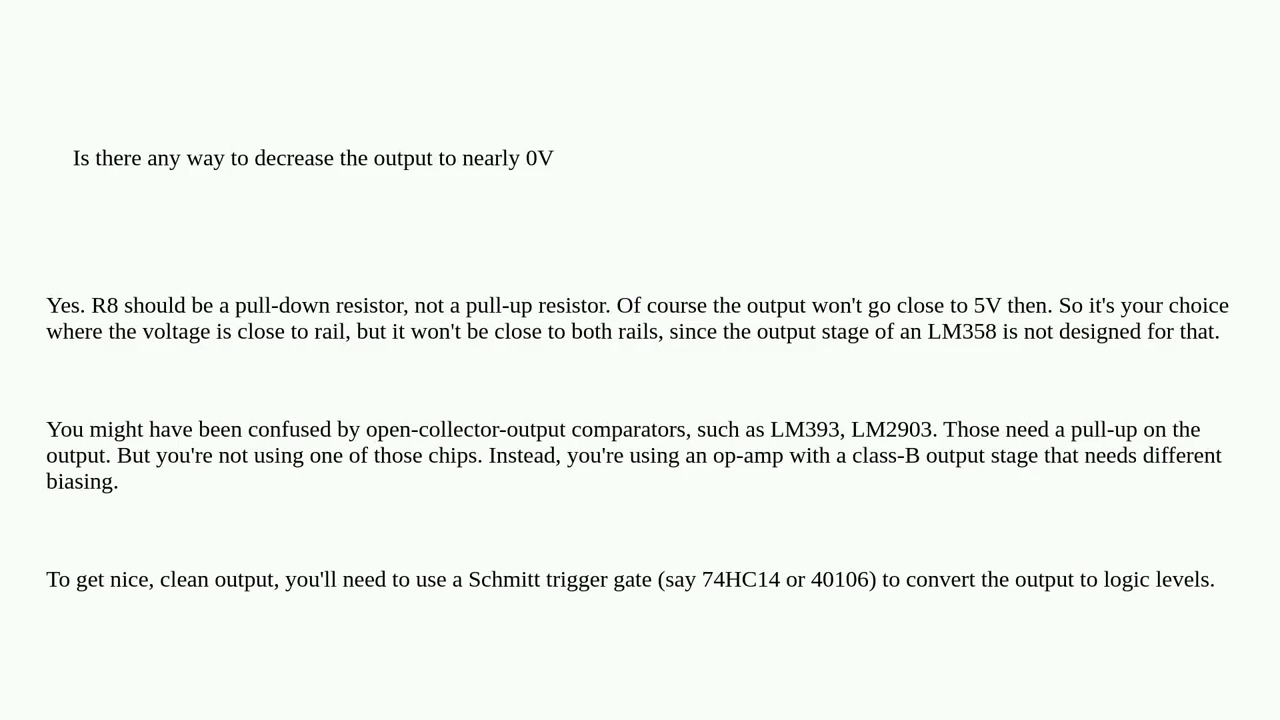 Is there any way to decrease the output to nearly 0V
Yes. R8 should be a pull-down resistor, not a pull-up resistor. Of course the output won't go close to 5V then. So it's your choice
where the voltage is close to rail, but it won't be close to both rails, since the output stage of an LM358 is not designed for that.
You might have been confused by open-collector-output comparators, such as LM393, LM2903. Those need a pull-up on the
output. But you're not using one of those chips. Instead, you're using an op-amp with a class-B output stage that needs different
biasing.
To get nice, clean output, you'll need to use a Schmitt trigger gate (say 74HC14 or 40106) to convert the output to logic levels.